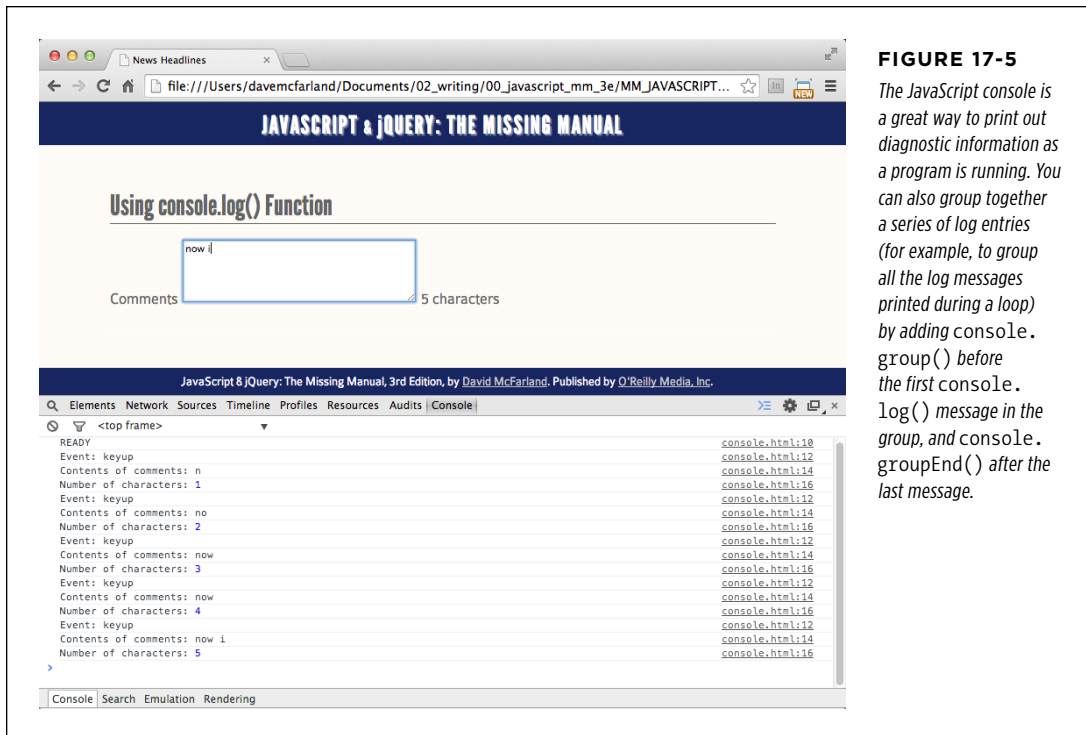 News Headlines
file:///Users/davemcfarland/Documents/02_writing/00_javascript_mm_3e/MM_JAVASCRIPT...
NEW
JAVASCRIPT & jQUERY: THE MISSING MANUAL
Using console.log() Function
now i
Comments
5 characters
JavaScript & jQuery: The Missing Manual, 3rd Edition, by David McFarland. Published by O'Reilly Media, Inc.
Elements Network Sources Timeline Profiles Resources Audits Console
<top frame>
READY console.html:10
Event: keyup console.html:12
Contents of comments: n console.html:14
Number of characters: 1 console.html:16
Event: keyup console.html:12
Contents of comments: no console.html:14
Number of characters: 2 console.html:16
Event: keyup console.html:12
Contents of comments: now console.html:14
Number of characters: 3 console.html:16
Event: keyup console.html:12
Contents of comments: now console.html:14
Number of characters: 4 console.html:16
Event: keyup console.html:12
Contents of comments: now i console.html:14
Number of characters: 5 console.html:16
>
Console Search Emulation Rendering
FIGURE 17-5
The JavaScript console is
a great way to print out
diagnostic information as
a program is running. You
can also group together
a series of log entries
(for example, to group
all the log messages
printed during a loop)
by adding console.
group() before
the first console.
log() message in the
group, and console.
groupEnd() after the
last message.